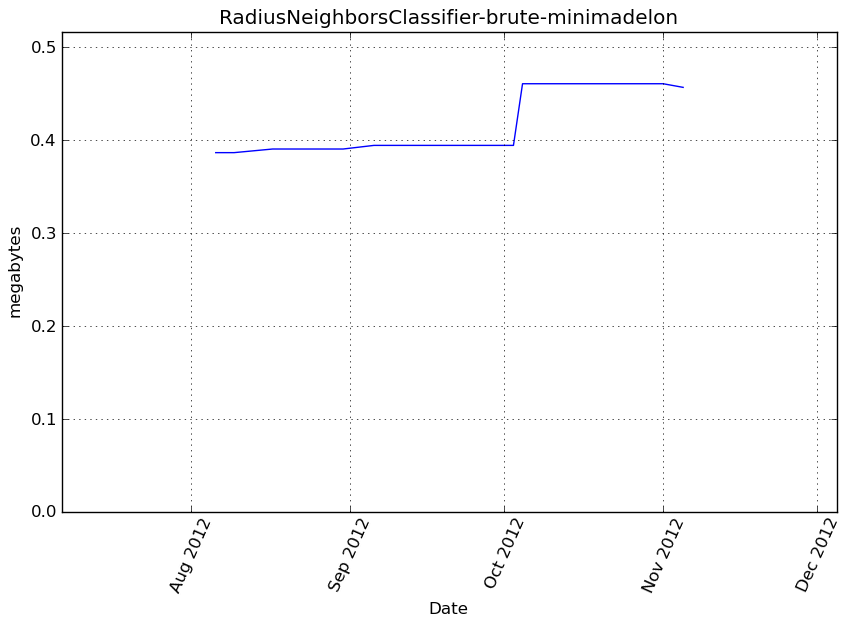 RadiusNeighborsClassifier-brute-minimadelon
0.5
0.4
0.3
0.2
0.1
0.0
megabytes
Aug 2012
Sep 2012
Oct 2012
Nov 2012
Dec 2012
Date